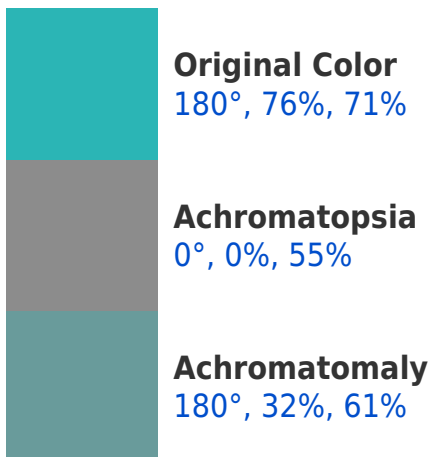 Original Color
180°, 76%, 71%
Achromatopsia
0°, 0%, 55%
Achromatomaly
180°, 32%, 61%